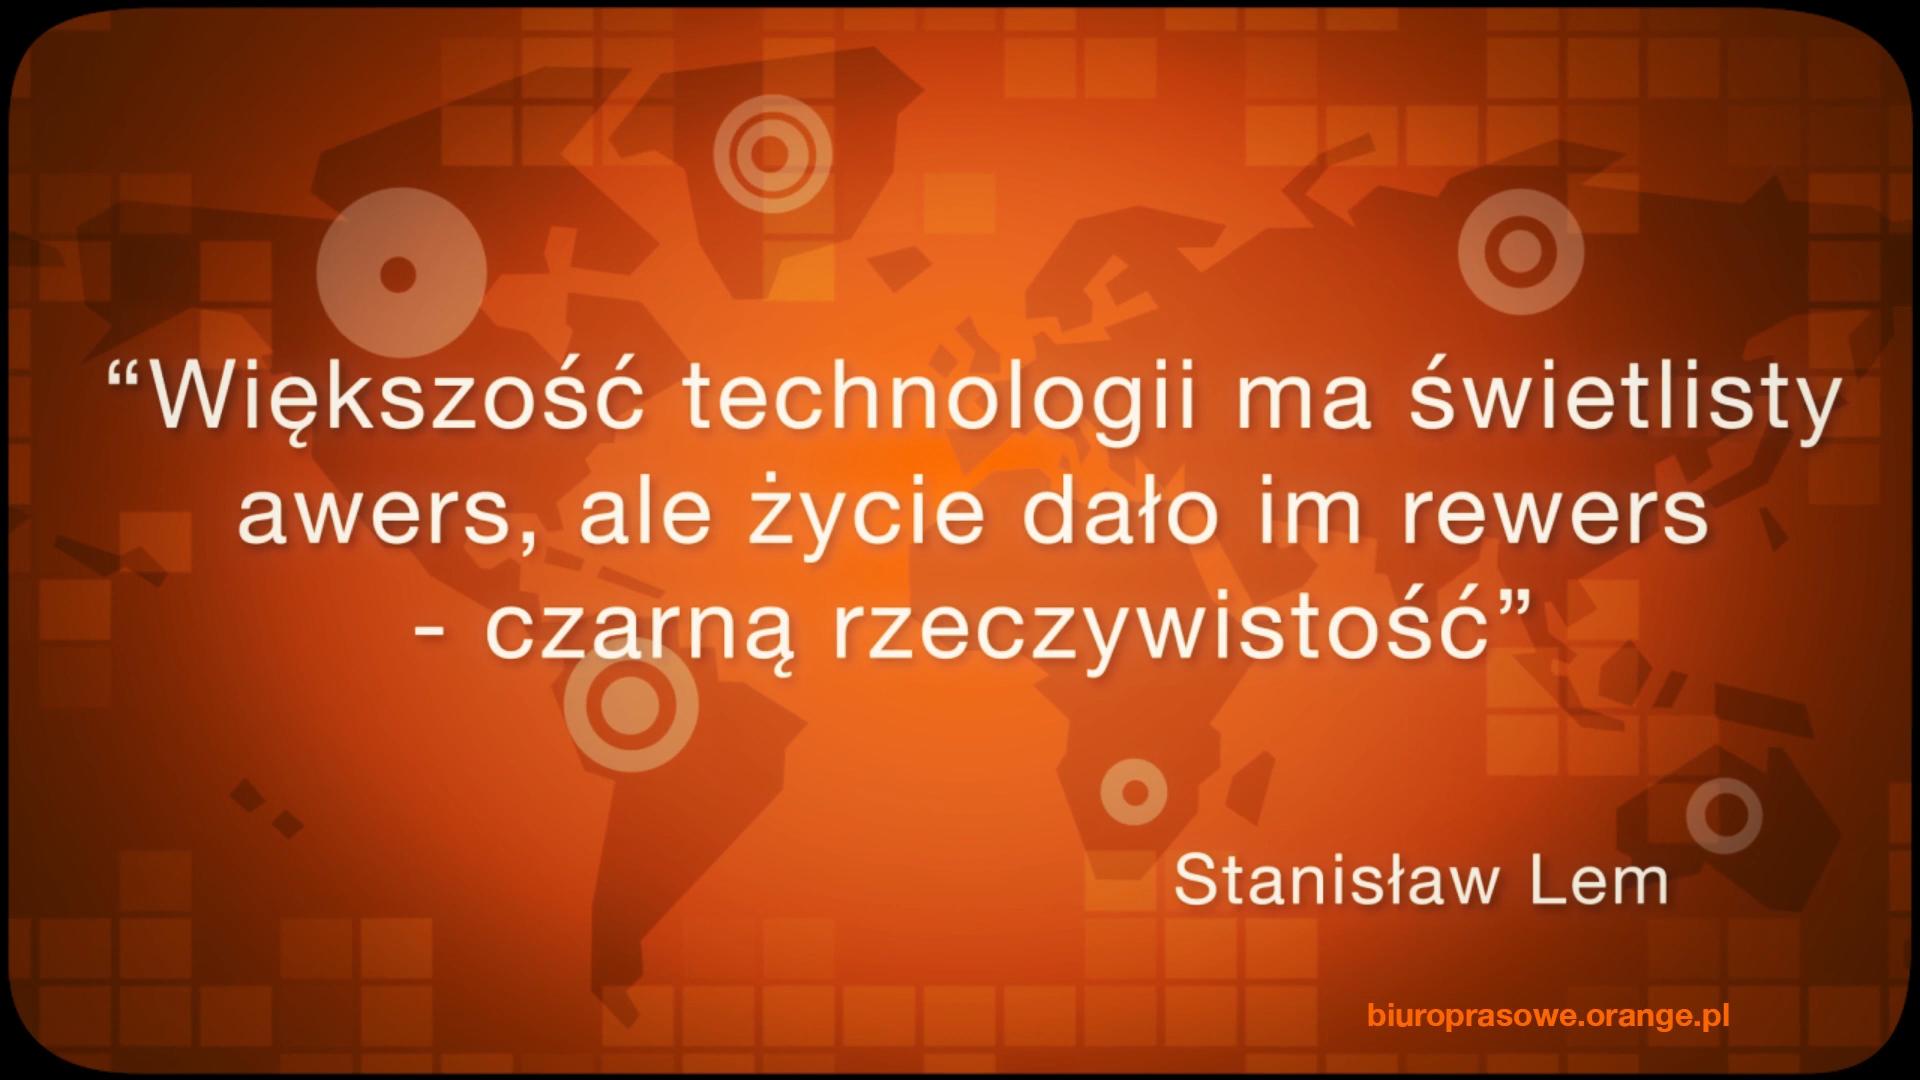 “Większość technologii ma świetlisty
awers, ale życie dało im rewers
- czarną rzeczywistość”
Stanisław Lem
biuroprasowe.orange.pl